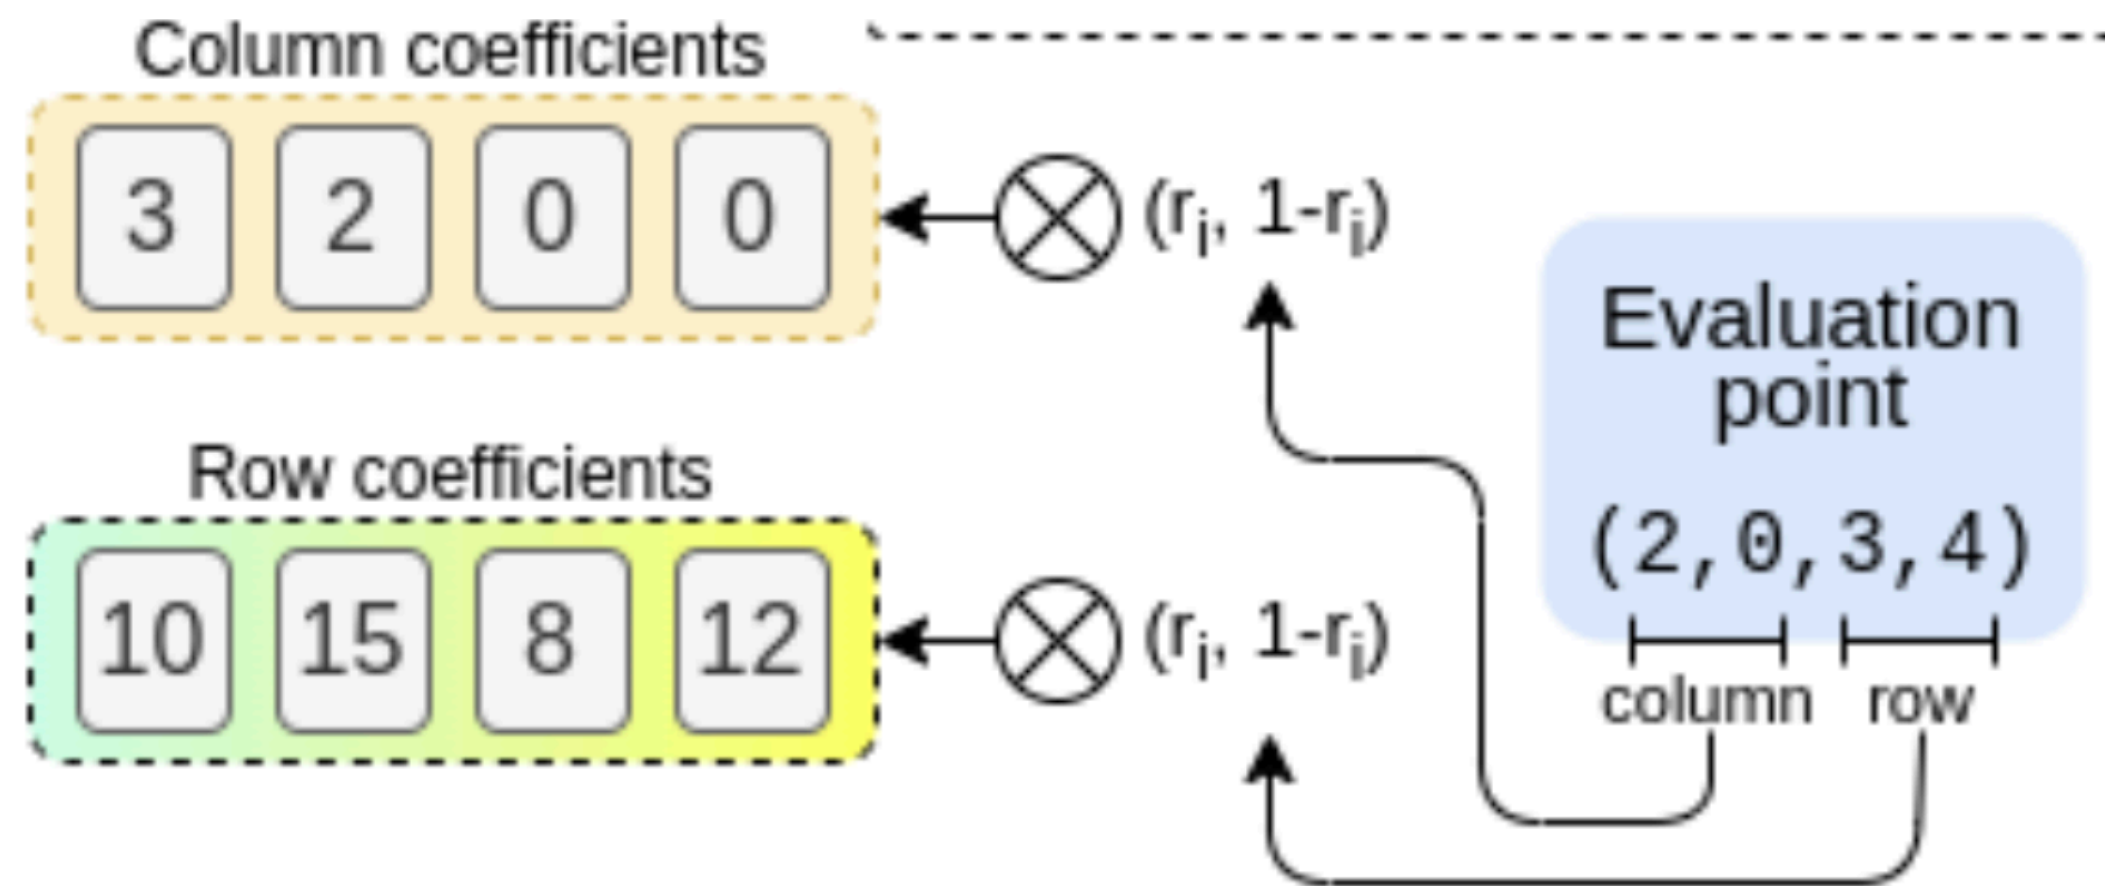 Column coefficients
3 2 0 0
(rᵢ, 1-rᵢ)
Evaluation
point
(2,0,3,4)
column row
Row coefficients
10 15 8 12
(rᵢ, 1-rᵢ)